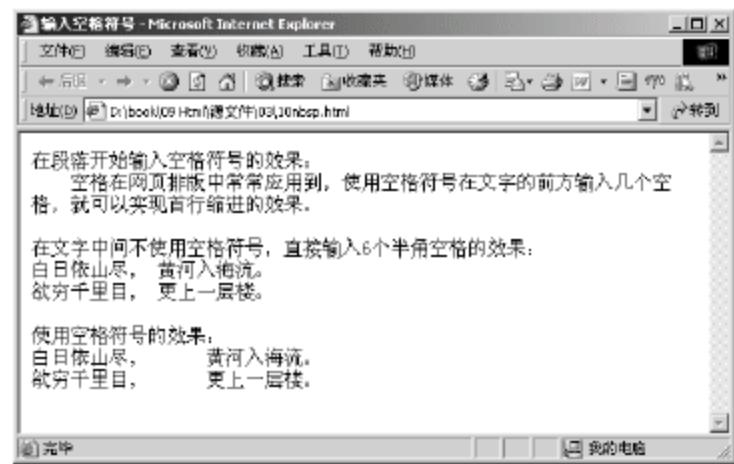 输入空格符号 - Microsoft Internet Explorer
文件(F) 编辑(E) 查看(V) 收藏(A) 工具(T) 帮助(H)
后退 搜索 收藏夹 媒体
地址(D) D:\book\09 Html\源文件\03\10nbsp.html 转到
在段落开始输入空格符号的效果:
空格在网页排版中常常应用到，使用空格符号在文字的前方输入几个空
格，就可以实现首行缩进的效果。
在文字中间不使用空格符号，直接输入6个半角空格的效果:
白日依山尽， 黄河入海流。
欲穷千里目， 更上一层楼。
使用空格符号的效果:
白日依山尽，      黄河入海流。
欲穷千里目，      更上一层楼。
完毕 我的电脑